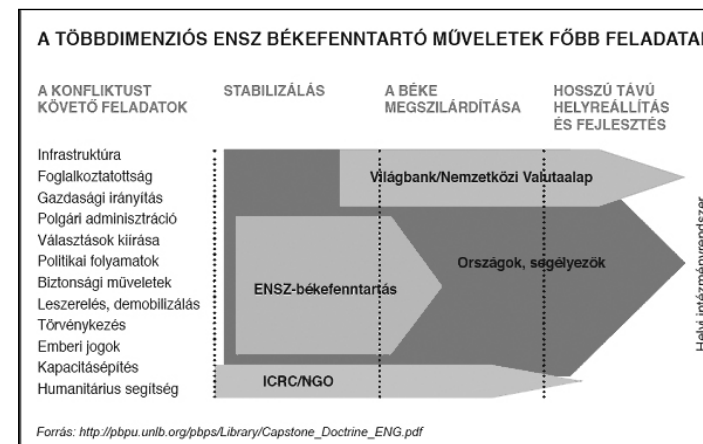 A TÖBBDIMENZIÓS ENSZ BÉKEFENNTARTÓ MŰVELETEK FŐBB FELADATAI
A KONFLIKTUST
KÖVETŐ FELADATOK
STABILIZÁLÁS
A BÉKE
MEGSZILÁRDÍTÁSA
HOSSZÚ TÁVÚ
HELYREÁLLÍTÁS
ÉS FEJLESZTÉS
Infrastruktúra
Foglalkoztatottság
Gazdasági irányítás
Polgári adminisztráció
Választások kiírása
Politikai folyamatok
Biztonsági műveletek
Leszerelés, demobilizálás
Törvénykezés
Emberi jogok
Kapacitásépítés
Humanitárius segítség
Világbank/Nemzetközi Valutaalap
Országok, segélyezők
ENSZ-békefenntartás
ICRC/NGO
Helyi intézményrendszer
Forrás: http://pbpu.unlb.org/pbps/Library/Capstone_Doctrine_ENG.pdf